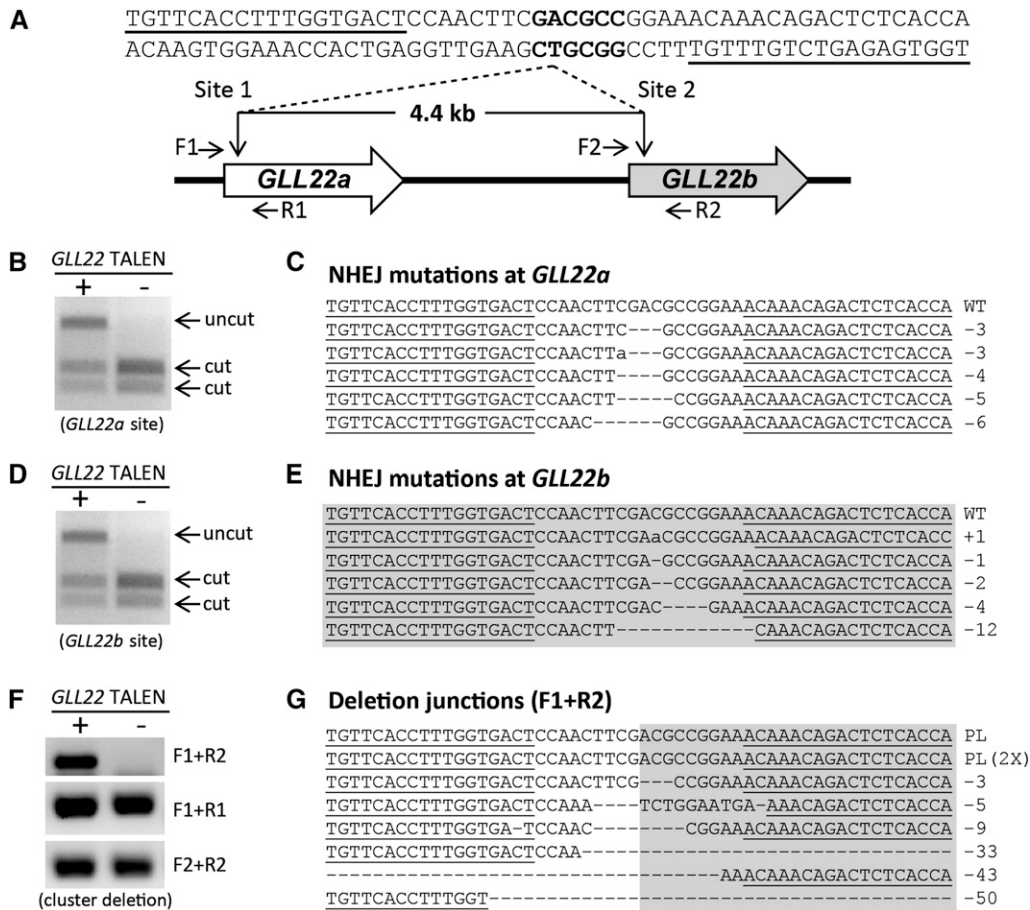 A
TGTTCACCTTTGGTGACTCCAACTTCGACGCCGGAAACAAACAGACTCTCACCA
ACAAGTGGAAACCACTGAGGTTGAAGCTGCGGCCTTTGTTTGTCTGAGAGTGGT
Site 1
Site 2
4.4 kb
F1
F2
GLL22a
GLL22b
R1
R2
B
GLL22 TALEN
+ -
uncut
cut
cut
(GLL22a site)
C NHEJ mutations at GLL22a
TGTTCACCTTTGGTGACTCCAACTTCGACGCCGGAAACAAACAGACTCTCACCA WT
TGTTCACCTTTGGTGACTCCAACTTC---GCCGGAAACAAACAGACTCTCACCA -3
TGTTCACCTTTGGTGACTCCAACTTa---GCCGGAAACAAACAGACTCTCACCA -3
TGTTCACCTTTGGTGACTCCAACTT----GCCGGAAACAAACAGACTCTCACCA -4
TGTTCACCTTTGGTGACTCCAACTT-----CCGGAAACAAACAGACTCTCACCA -5
TGTTCACCTTTGGTGACTCCAAC------GCCGGAAACAAACAGACTCTCACCA -6
D
GLL22 TALEN
+ -
uncut
cut
cut
(GLL22b site)
E NHEJ mutations at GLL22b
TGTTCACCTTTGGTGACTCCAACTTCGACGCCGGAAACAAACAGACTCTCACCA WT
TGTTCACCTTTGGTGACTCCAACTTCGAaCGCCGGAAACAAACAGACTCTCACC +1
TGTTCACCTTTGGTGACTCCAACTTCGA-GCCGGAAACAAACAGACTCTCACCA -1
TGTTCACCTTTGGTGACTCCAACTTCGA--CCGGAAACAAACAGACTCTCACCA -2
TGTTCACCTTTGGTGACTCCAACTTCGAC----GAAACAAACAGACTCTCACCA -4
TGTTCACCTTTGGTGACTCCAACTT------------CAAACAGACTCTCACCA -12
F
GLL22 TALEN
+ -
F1+R2
F1+R1
F2+R2
(cluster deletion)
G Deletion junctions (F1+R2)
TGTTCACCTTTGGTGACTCCAACTTCGACGCCGGAAACAAACAGACTCTCACCA PL
TGTTCACCTTTGGTGACTCCAACTTCGACGCCGGAAACAAACAGACTCTCACCA PL(2X)
TGTTCACCTTTGGTGACTCCAACTTCG---CCGGAAACAAACAGACTCTCACCA -3
TGTTCACCTTTGGTGACTCCAAA----TCTGGAATGA-AAACAGACTCTCACCA -5
TGTTCACCTTTGGTGA-TCCAAC--------CGGAAACAAACAGACTCTCACCA -9
TGTTCACCTTTGGTGACTCCAA-------------------------------- -33
----------------------------------AAACAAACAGACTCTCACCA -43
TGTTCACCTTTGGT---------------------------------------- -50